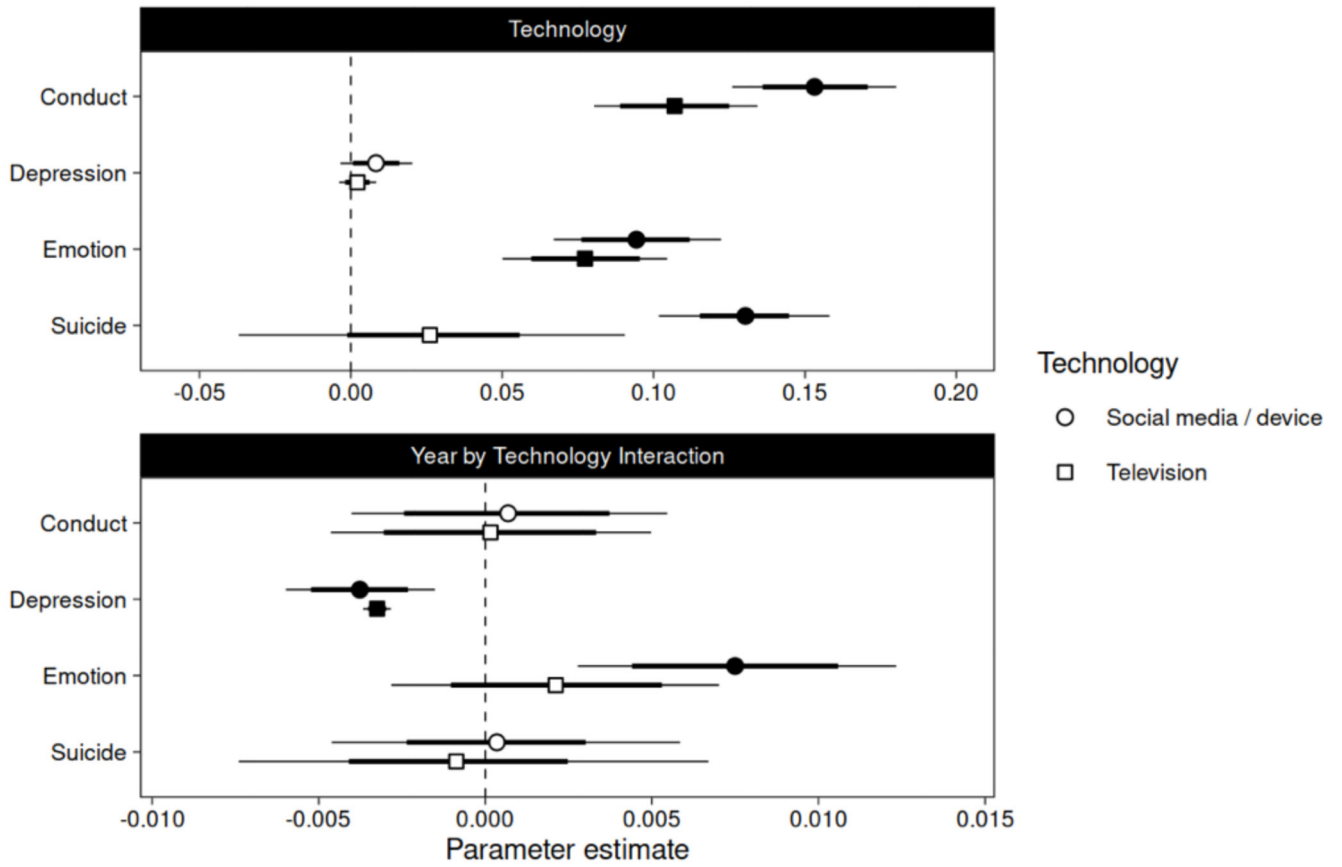 Technology
Conduct
Depression
Emotion
Suicide
-0.05 0.00 0.05 0.10 0.15 0.20
Year by Technology Interaction
Conduct
Depression
Emotion
Suicide
-0.010 -0.005 0.000 0.005 0.010 0.015
Parameter estimate
Technology
Social media / device
Television